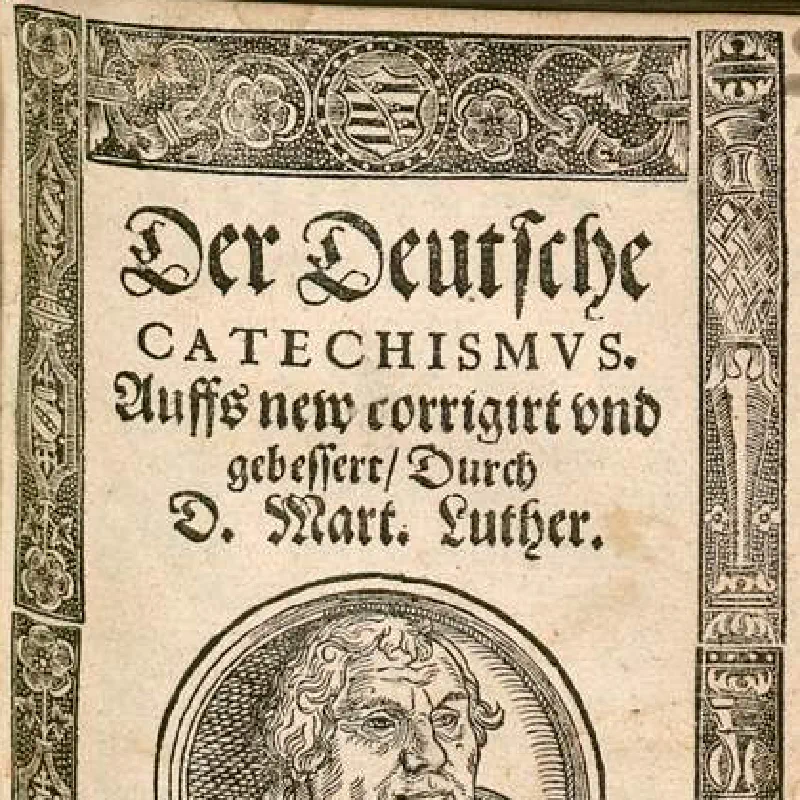 Der Deutſche
CATECHISMVS.
Auffs new corrigirt vnd
gebeſſert/ Durch
D. Mart. Luther.